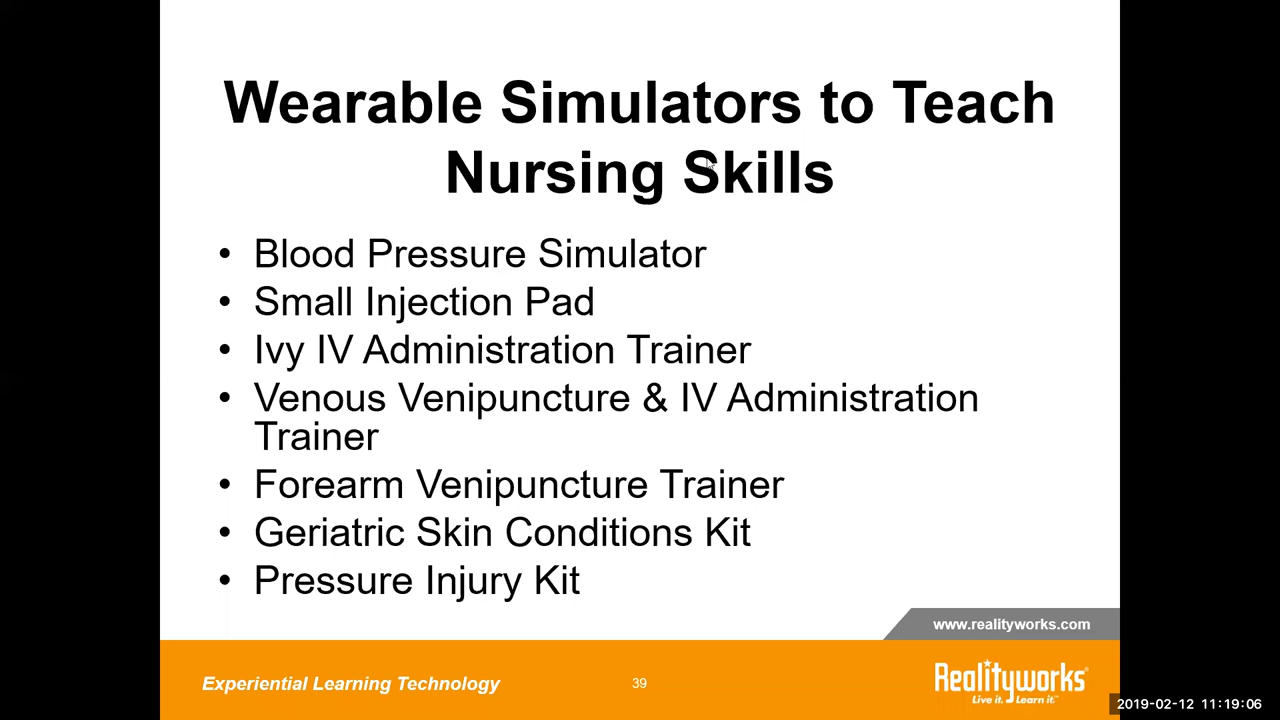 Wearable Simulators to Teach
Nursing Skills
• Blood Pressure Simulator
• Small Injection Pad
• Ivy IV Administration Trainer
• Venous Venipuncture & IV Administration
Trainer
• Forearm Venipuncture Trainer
• Geriatric Skin Conditions Kit
• Pressure Injury Kit
www.realityworks.com
Experiential Learning Technology
39
Realityworks®
Live it. Learn it.™
2019-02-12 11:19:06